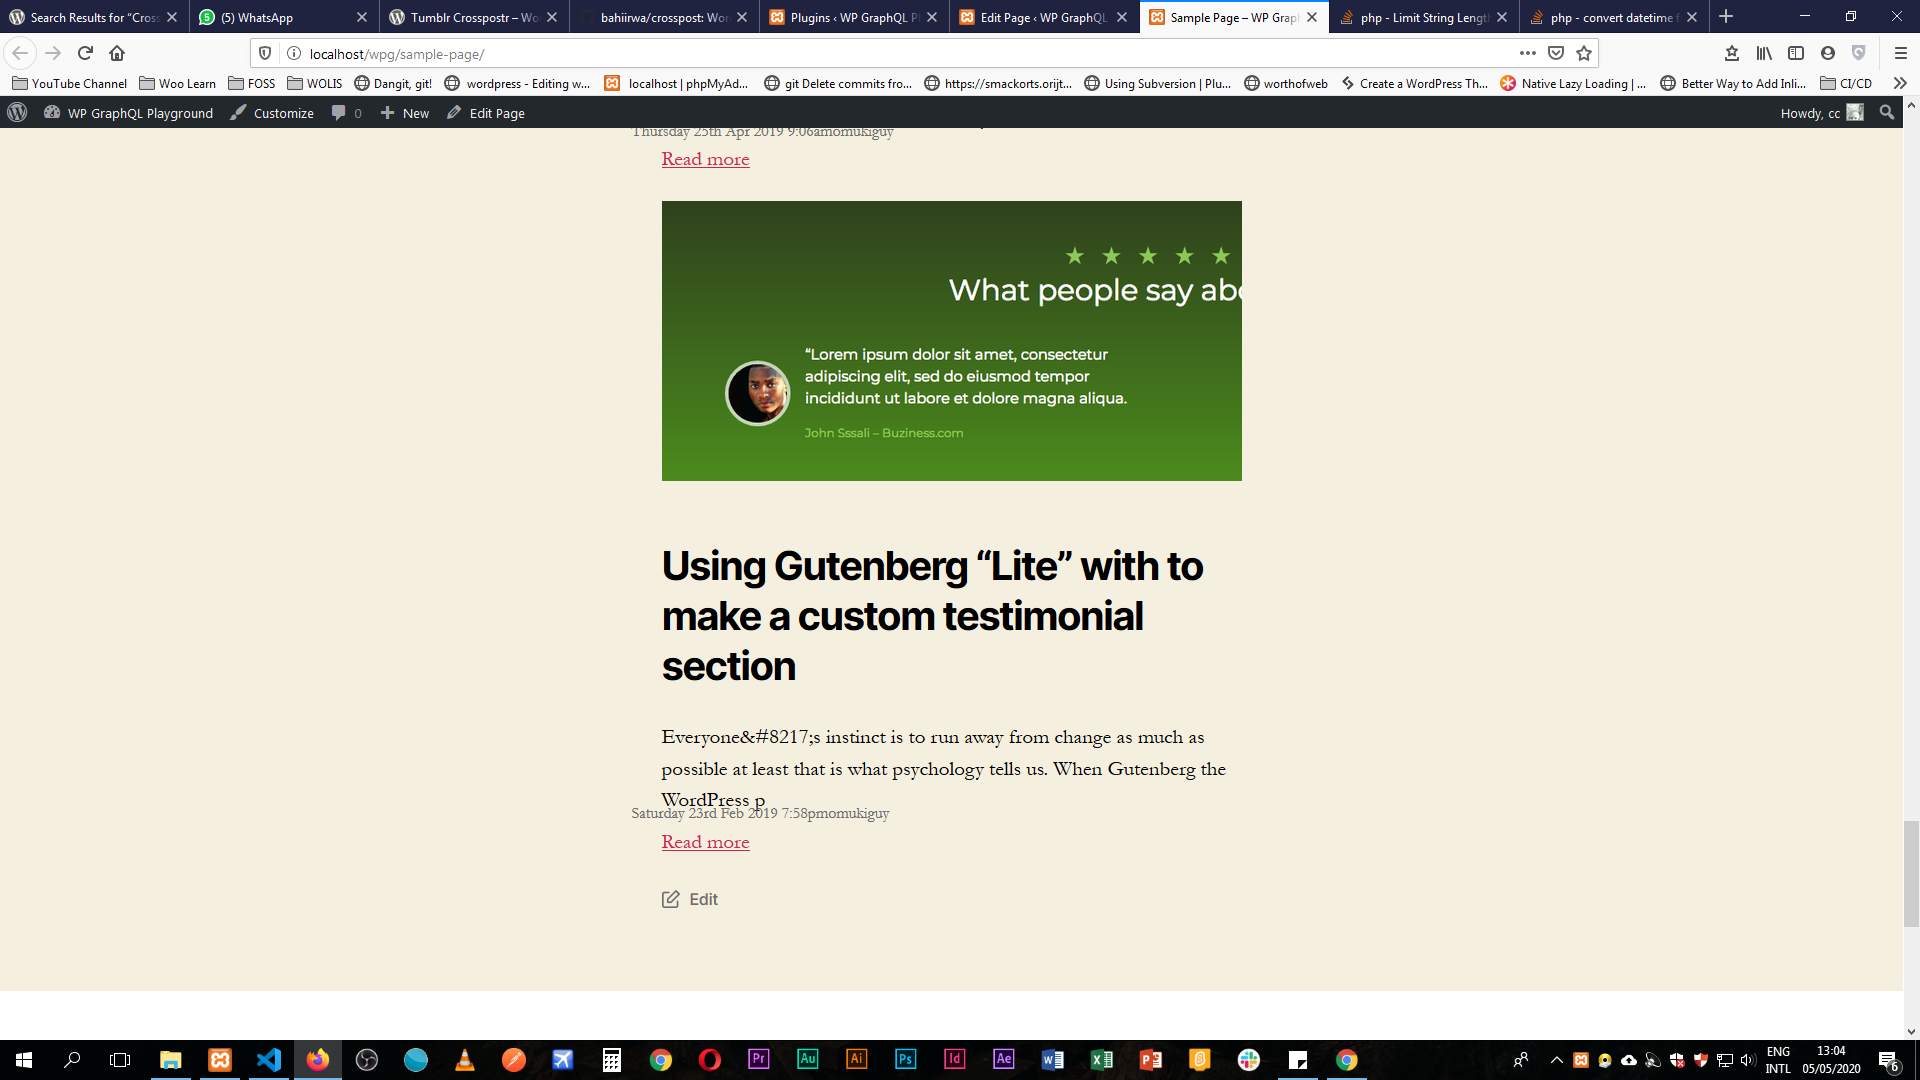 Search Results for "Cross
(5) WhatsApp
Tumblr Crosspostr – Wo
bahiirwa/crosspost: Wor
Plugins ‹ WP GraphQL P
Edit Page ‹ WP GraphQL
Sample Page – WP Grap
php - Limit String Lengt
php - convert datetime f
localhost/wpg/sample-page/
YouTube Channel
Woo Learn
FOSS
WOLIS
Dangit, git!
wordpress - Editing w...
localhost | phpMyAd...
git Delete commits fro...
https://smackorts.orijt...
Using Subversion | Plu...
worthofweb
Create a WordPress Th...
Native Lazy Loading | ...
Better Way to Add Inli...
CI/CD
WP GraphQL Playground
Customize
0
New
Edit Page
Howdy, cc
Thursday 25th Apr 2019 9:06amomukiguy
Read more
★ ★ ★ ★ ★
What people say abo
“Lorem ipsum dolor sit amet, consectetur
adipiscing elit, sed do eiusmod tempor
incididunt ut labore et dolore magna aliqua.
John Sssali – Buziness.com
Using Gutenberg “Lite” with to
make a custom testimonial
section
Everyone&#8217;s instinct is to run away from change as much as
possible at least that is what psychology tells us. When Gutenberg the
WordPress p
Saturday 23rd Feb 2019 7:58pmomukiguy
Read more
Edit
Pr
Au
Ai
Ps
Id
Ae
ENG
INTL
13:04
05/05/2020
6